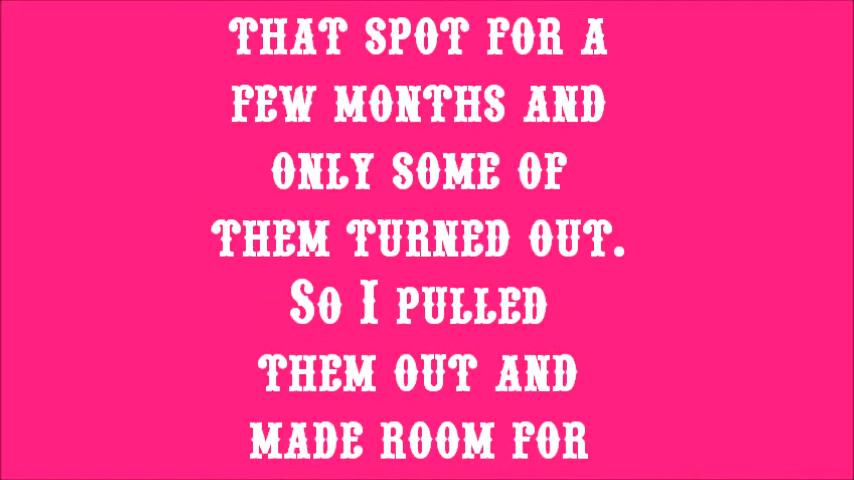 that spot for a
few months and
only some of
them turned out.
So I pulled
them out and
made room for